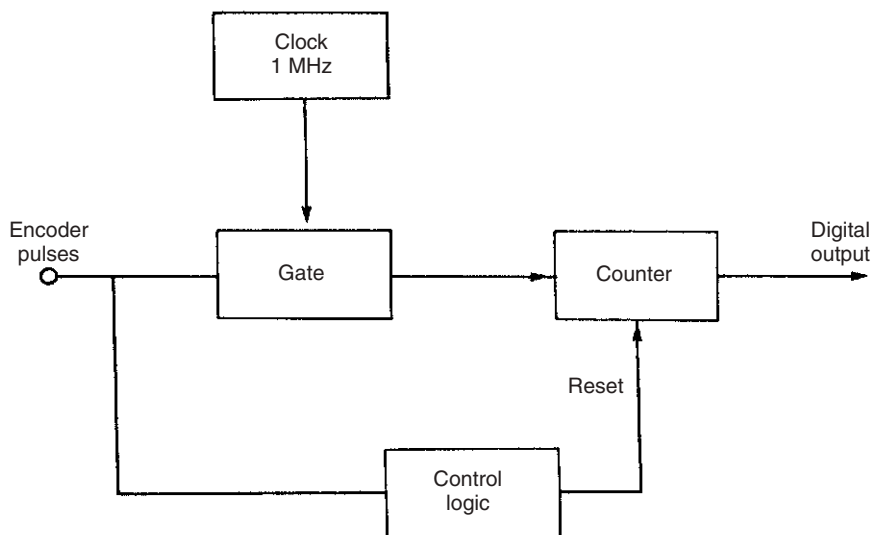 Clock
1 MHz
Encoder
pulses
Gate
Counter
Digital
output
Reset
Control
logic